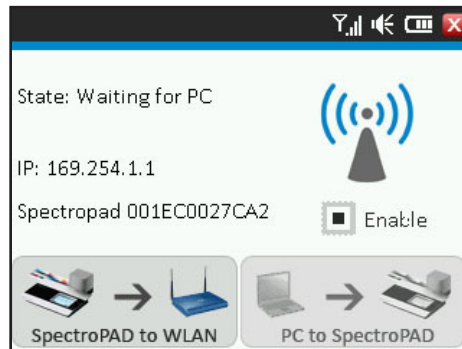 State: Waiting for PC
IP: 169.254.1.1
Spectropad 001EC0027CA2
Enable
SpectroPAD to WLAN
PC to SpectroPAD